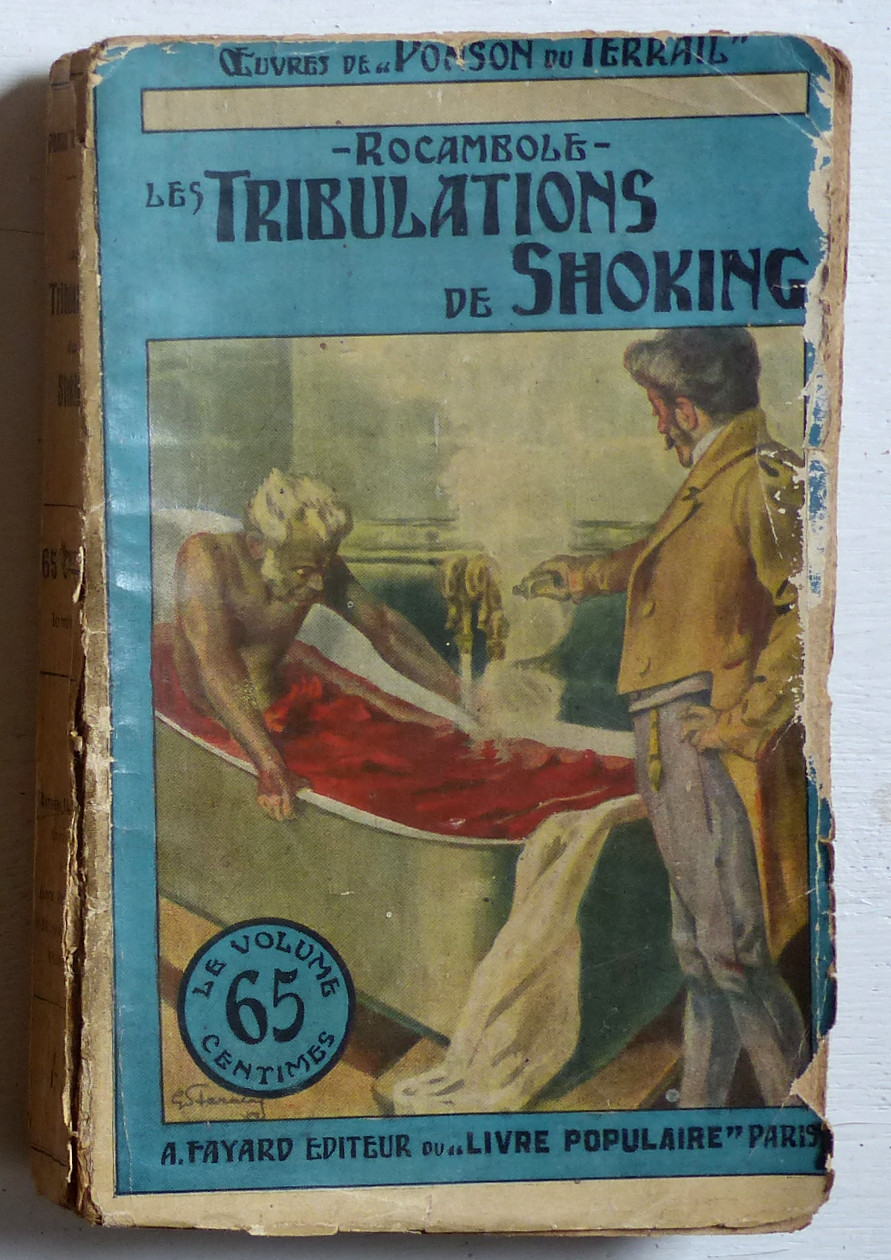 ŒUVRES DE „PONSON DU TERRAIL"
-ROCAMBOLE-
LES TRIBULATIONS
DE SHOKING
LE VOLUME
65
CENTIMES
A. FAYARD EDITEUR DU „LIVRE POPULAIRE" PARIS
65